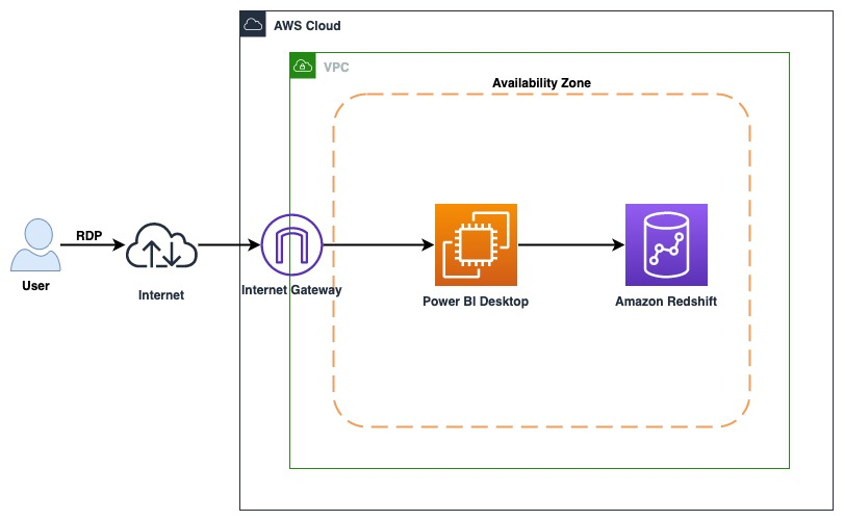 AWS Cloud
VPC
Availability Zone
RDP
User
Internet
Internet Gateway
Power BI Desktop
Amazon Redshift